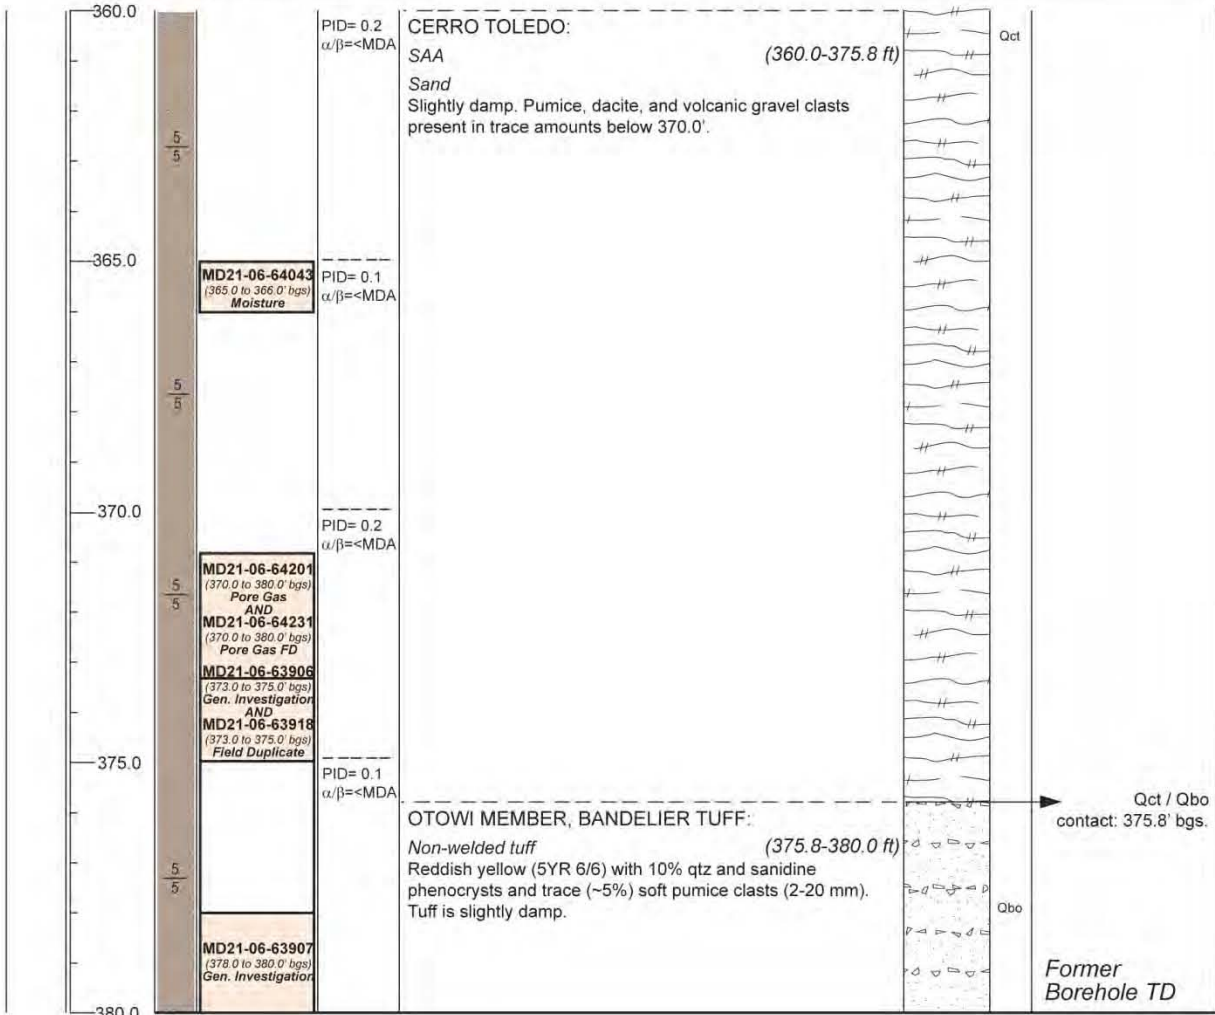 360.0
365.0
370.0
375.0
380.0
5
5
5
5
5
5
5
5
MD21-06-64043
(365.0 to 366.0' bgs)
Moisture
MD21-06-64201
(370.0 to 380.0' bgs)
Pore Gas
AND
MD21-06-64231
(370.0 to 380.0' bgs)
Pore Gas FD
MD21-06-63906
(373.0 to 375.0' bgs)
Gen. Investigation
AND
MD21-06-63918
(373.0 to 375.0' bgs)
Field Duplicate
MD21-06-63907
(378.0 to 380.0' bgs)
Gen. Investigation
PID= 0.2
α/β=<MDA
PID= 0.1
α/β=<MDA
PID= 0.2
α/β=<MDA
PID= 0.1
α/β=<MDA
CERRO TOLEDO:
SAA (360.0-375.8 ft)
Sand
Slightly damp. Pumice, dacite, and volcanic gravel clasts
present in trace amounts below 370.0'.
OTOWI MEMBER, BANDELIER TUFF:
Non-welded tuff (375.8-380.0 ft)
Reddish yellow (5YR 6/6) with 10% qtz and sanidine
phenocrysts and trace (~5%) soft pumice clasts (2-20 mm).
Tuff is slightly damp.
Qct
Qbo
Qct / Qbo
contact: 375.8' bgs.
Former
Borehole TD